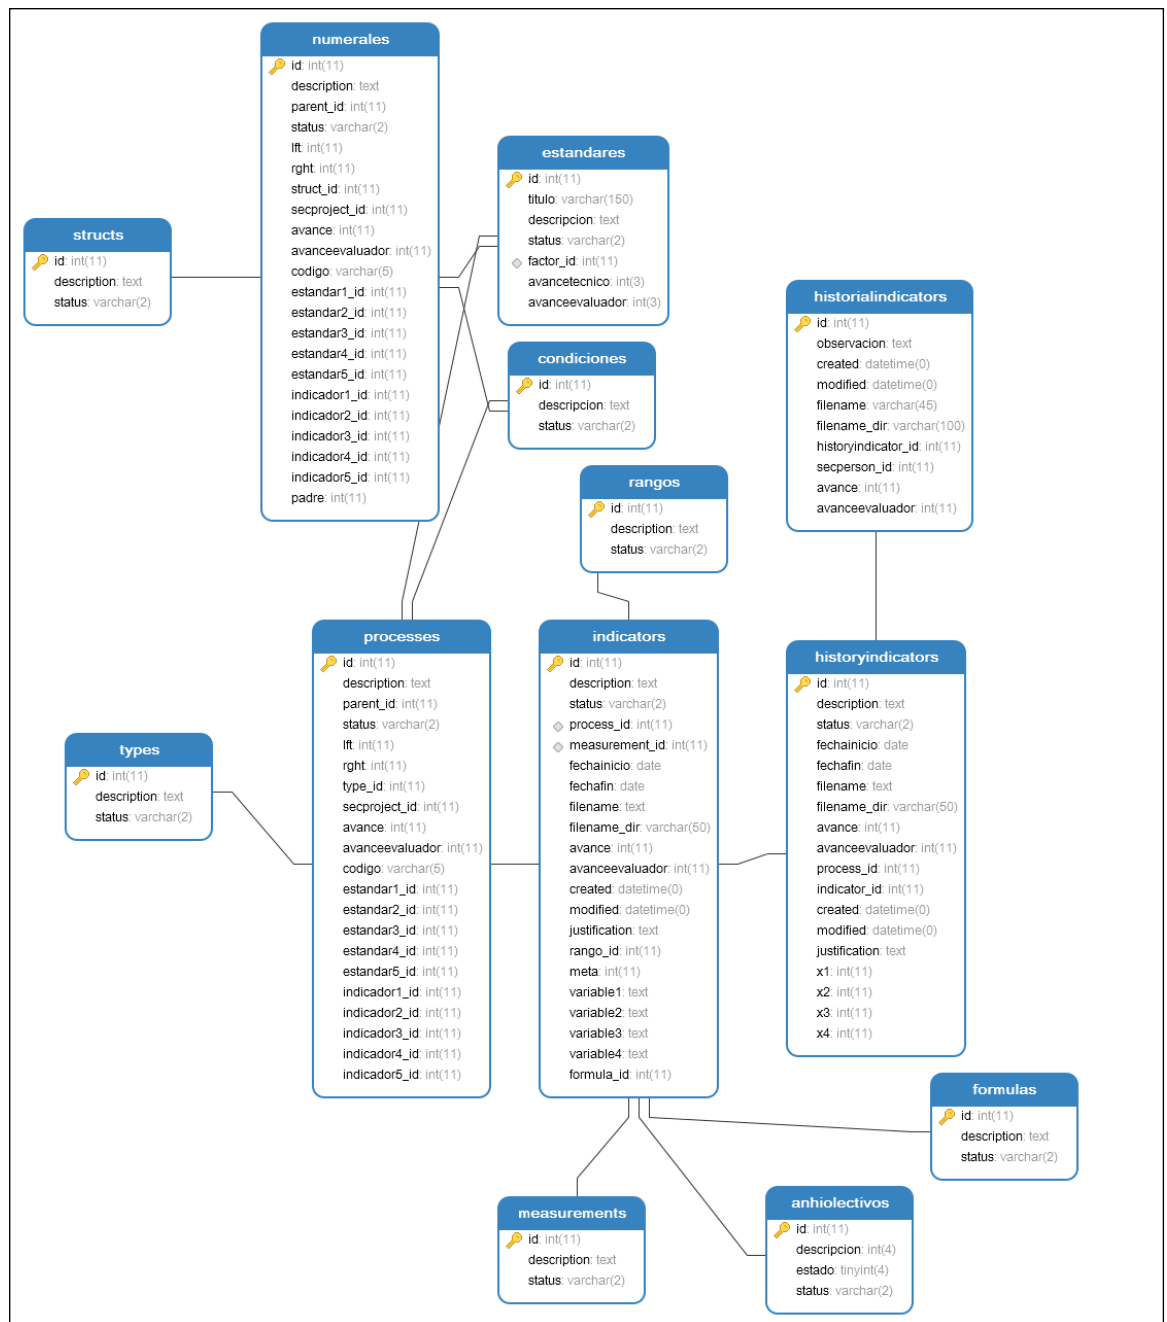 numerales
id: int(11)
description: text
parent_id: int(11)
status: varchar(2)
lft: int(11)
rght: int(11)
struct_id: int(11)
secproject_id: int(11)
avance: int(11)
avanceevaluador: int(11)
codigo: varchar(5)
estandar1_id: int(11)
estandar2_id: int(11)
estandar3_id: int(11)
estandar4_id: int(11)
estandar5_id: int(11)
indicador1_id: int(11)
indicador2_id: int(11)
indicador3_id: int(11)
indicador4_id: int(11)
indicador5_id: int(11)
padre: int(11)
estandares
id: int(11)
titulo: varchar(150)
descripcion: text
status: varchar(2)
factor_id: int(11)
avancetecnico: int(3)
avanceevaluador: int(3)
structs
id: int(11)
description: text
status: varchar(2)
condiciones
id: int(11)
descripcion: text
status: varchar(2)
historialindicators
id: int(11)
observacion: text
created: datetime(0)
modified: datetime(0)
filename: varchar(45)
filename_dir: varchar(100)
historyindicator_id: int(11)
secperson_id: int(11)
avance: int(11)
avanceevaluador: int(11)
rangos
id: int(11)
description: text
status: varchar(2)
processes
id: int(11)
description: text
parent_id: int(11)
status: varchar(2)
lft: int(11)
rght: int(11)
type_id: int(11)
secproject_id: int(11)
avance: int(11)
avanceevaluador: int(11)
codigo: varchar(5)
estandar1_id: int(11)
estandar2_id: int(11)
estandar3_id: int(11)
estandar4_id: int(11)
estandar5_id: int(11)
indicador1_id: int(11)
indicador2_id: int(11)
indicador3_id: int(11)
indicador4_id: int(11)
indicador5_id: int(11)
indicators
id: int(11)
description: text
status: varchar(2)
process_id: int(11)
measurement_id: int(11)
fechainicio: date
fechafin: date
filename: text
filename_dir: varchar(50)
avance: int(11)
avanceevaluador: int(11)
created: datetime(0)
modified: datetime(0)
justification: text
rango_id: int(11)
meta: int(11)
variable1: text
variable2: text
variable3: text
variable4: text
formula_id: int(11)
historyindicators
id: int(11)
description: text
status: varchar(2)
fechainicio: date
fechafin: date
filename: text
filename_dir: varchar(50)
avance: int(11)
avanceevaluador: int(11)
process_id: int(11)
indicator_id: int(11)
created: datetime(0)
modified: datetime(0)
justification: text
x1: int(11)
x2: int(11)
x3: int(11)
x4: int(11)
types
id: int(11)
description: text
status: varchar(2)
formulas
id: int(11)
description: text
status: varchar(2)
measurements
id: int(11)
description: text
status: varchar(2)
anhiolectivos
id: int(11)
descripcion: int(4)
estado: tinyint(4)
status: varchar(2)